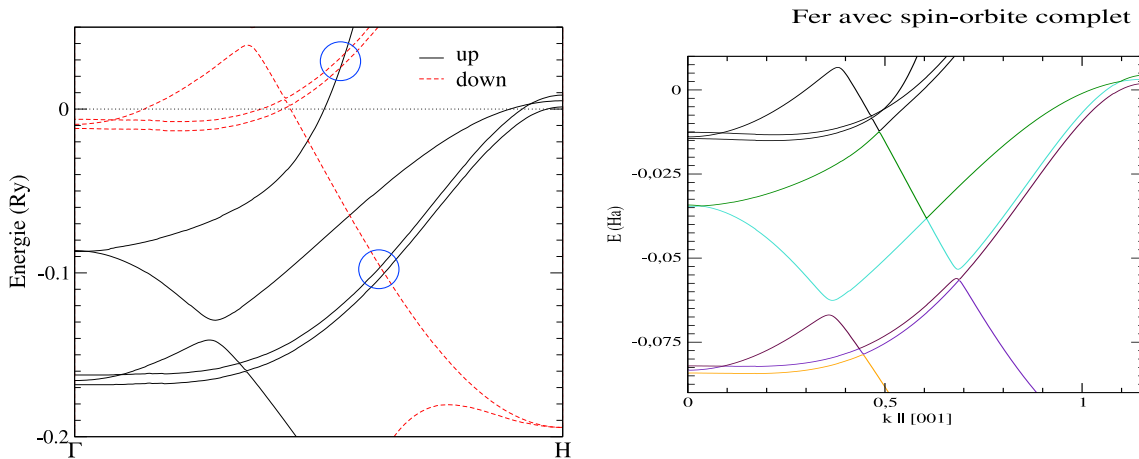 Fer avec spin-orbite complet
up
down
0
-0.1
-0.2
Energie (Ry)
Γ
H
0
-0,025
-0,05
-0,075
E (Ha)
0
0,5
1
k || [001]